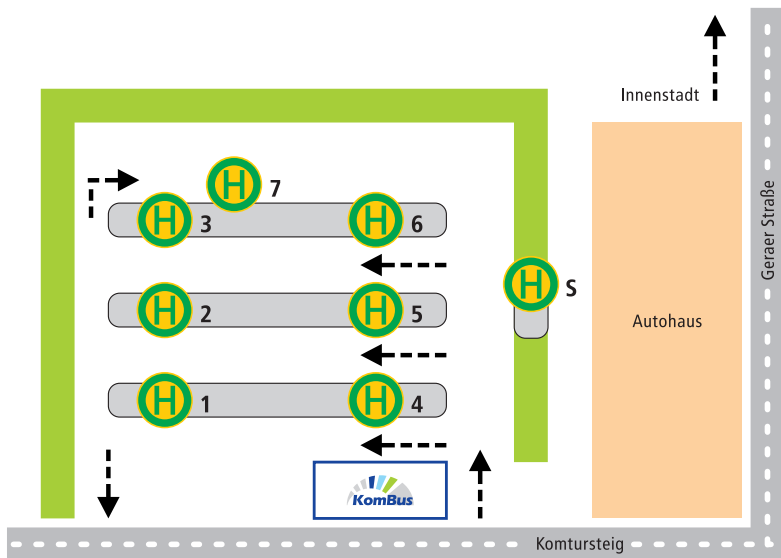 Innenstadt
H 7
H 3
H 6
Geraer Straße
H S
H 2
H 5
Autohaus
H 1
H 4
KomBus
Komtursteig